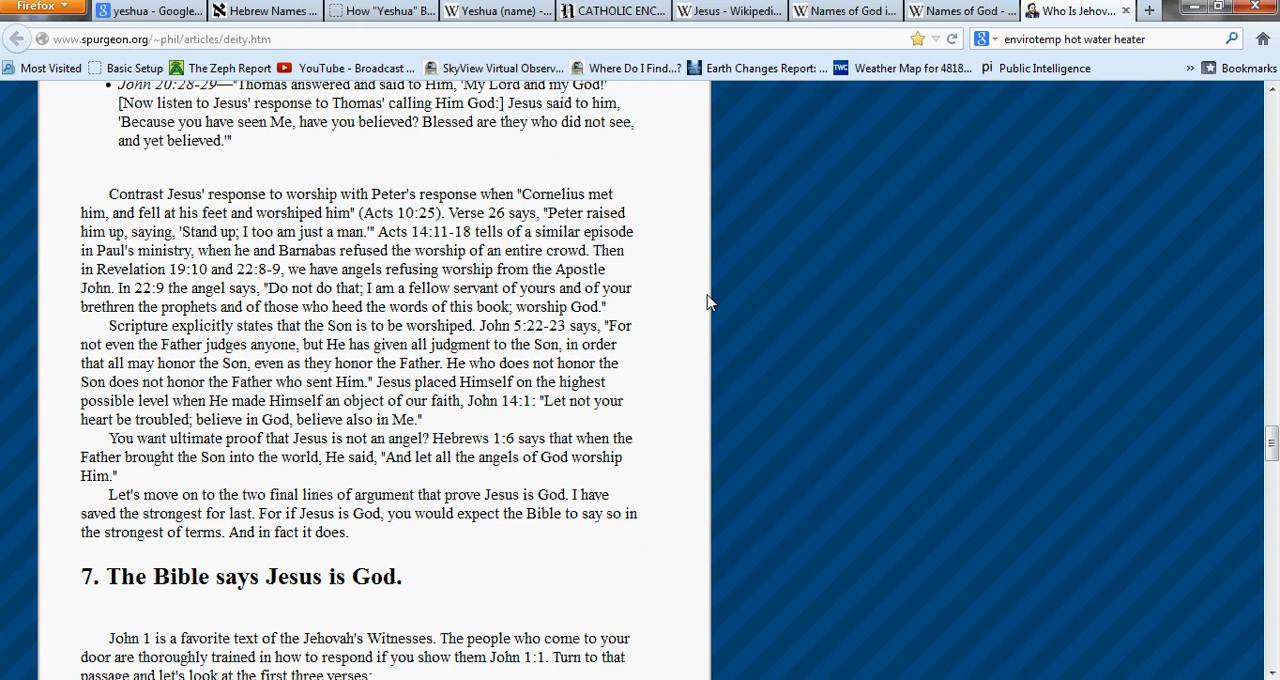 Firefox
yeshua - Google...
Hebrew Names ...
How "Yeshua" B...
Yeshua (name) -...
CATHOLIC ENC...
Jesus - Wikipedi...
Names of God i...
Names of God - ...
Who Is Jehov...
www.spurgeon.org/~phil/articles/deity.htm
envirotemp hot water heater
Most Visited
Basic Setup
The Zeph Report
YouTube - Broadcast ...
SkyView Virtual Observ...
Where Do I Find...?
Earth Changes Report: ...
TWC
Weather Map for 4818...
pi Public Intelligence
»
Bookmarks
John 20:28-29—"Thomas answered and said to Him, 'My Lord and my God!'
[Now listen to Jesus' response to Thomas' calling Him God:] Jesus said to him,
'Because you have seen Me, have you believed? Blessed are they who did not see,
and yet believed.'"
Contrast Jesus' response to worship with Peter's response when "Cornelius met
him, and fell at his feet and worshiped him" (Acts 10:25). Verse 26 says, "Peter raised
him up, saying, 'Stand up; I too am just a man.'" Acts 14:11-18 tells of a similar episode
in Paul's ministry, when he and Barnabas refused the worship of an entire crowd. Then
in Revelation 19:10 and 22:8-9, we have angels refusing worship from the Apostle
John. In 22:9 the angel says, "Do not do that; I am a fellow servant of yours and of your
brethren the prophets and of those who heed the words of this book; worship God."
Scripture explicitly states that the Son is to be worshiped. John 5:22-23 says, "For
not even the Father judges anyone, but He has given all judgment to the Son, in order
that all may honor the Son, even as they honor the Father. He who does not honor the
Son does not honor the Father who sent Him." Jesus placed Himself on the highest
possible level when He made Himself an object of our faith, John 14:1: "Let not your
heart be troubled; believe in God, believe also in Me."
You want ultimate proof that Jesus is not an angel? Hebrews 1:6 says that when the
Father brought the Son into the world, He said, "And let all the angels of God worship
Him."
Let's move on to the two final lines of argument that prove Jesus is God. I have
saved the strongest for last. For if Jesus is God, you would expect the Bible to say so in
the strongest of terms. And in fact it does.
7. The Bible says Jesus is God.
John 1 is a favorite text of the Jehovah's Witnesses. The people who come to your
door are thoroughly trained in how to respond if you show them John 1:1. Turn to that
passage and let's look at the first three verses: